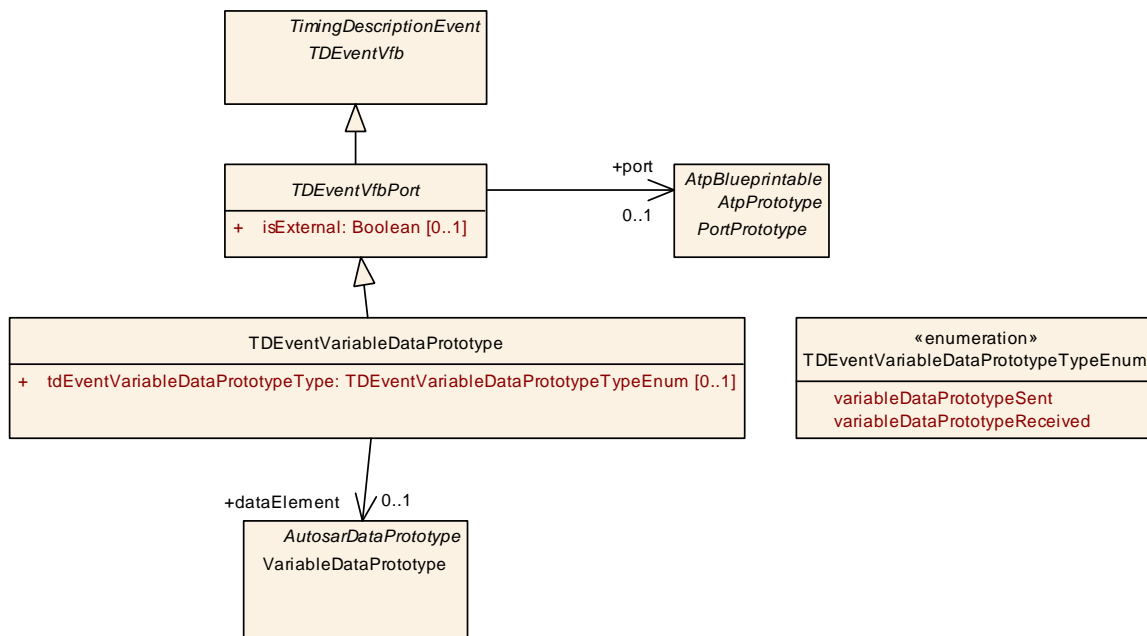 TimingDescriptionEvent
TDEventVfb
TDEventVfbPort
+ isExternal: Boolean [0..1]
+port
0..1
AtpBlueprintable
AtpPrototype
PortPrototype
TDEventVariableDataPrototype
+ tdEventVariableDataPrototypeType: TDEventVariableDataPrototypeTypeEnum [0..1]
«enumeration»
TDEventVariableDataPrototypeTypeEnum
variableDataPrototypeSent
variableDataPrototypeReceived
+dataElement
0..1
AutosarDataPrototype
VariableDataPrototype